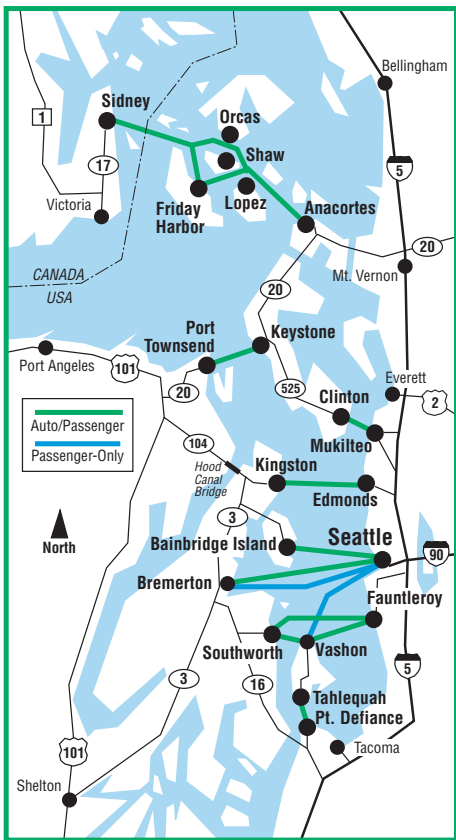 Bellingham
Sidney
Orcas
1
Shaw
5
17
Victoria
Friday
Harbor
Lopez
Anacortes
20
CANADA
USA
Mt. Vernon
20
Port
Townsend
Keystone
Port Angeles
101
20
525
Everett
2
Clinton
Auto/Passenger
Passenger-Only
Mukilteo
104
Hood
Canal
Bridge
Kingston
Edmonds
North
3
Seattle
Bainbridge Island
90
Bremerton
Fauntleroy
Southworth
Vashon
5
3
16
Tahlequah
Pt. Defiance
101
Tacoma
Shelton